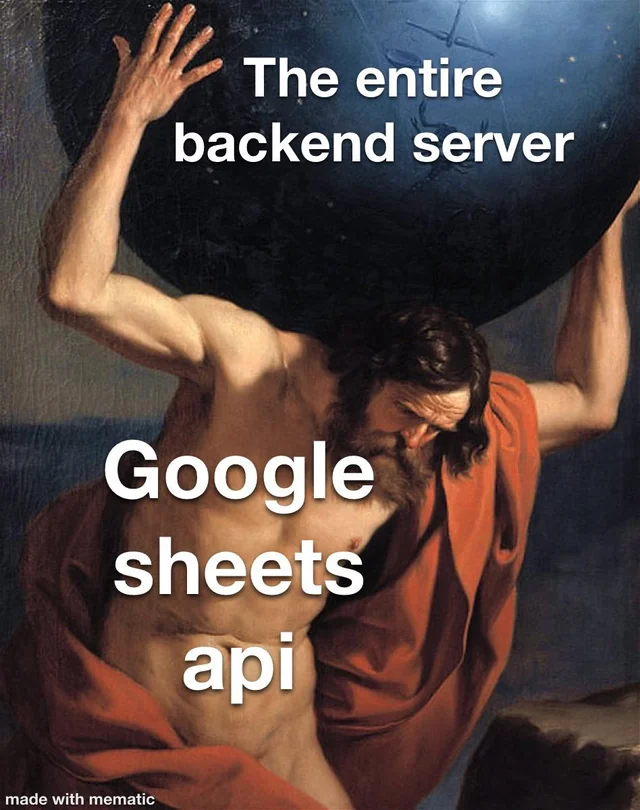 The entire
backend server
Google
sheets
api
made with mematic